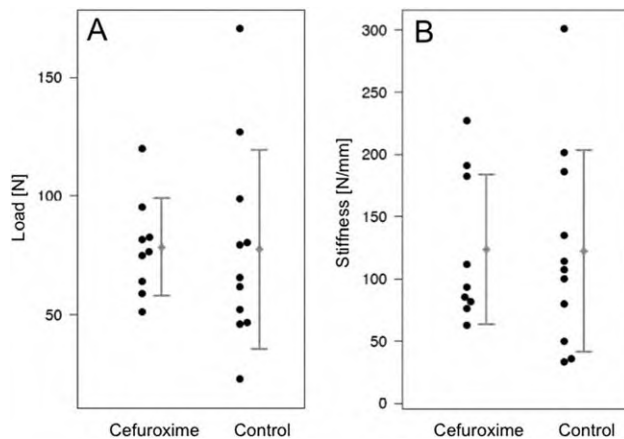 A
Load [N]
150
100
50
Cefuroxime Control
B
Stiffness [N/mm]
300
250
200
150
100
50
0
Cefuroxime Control